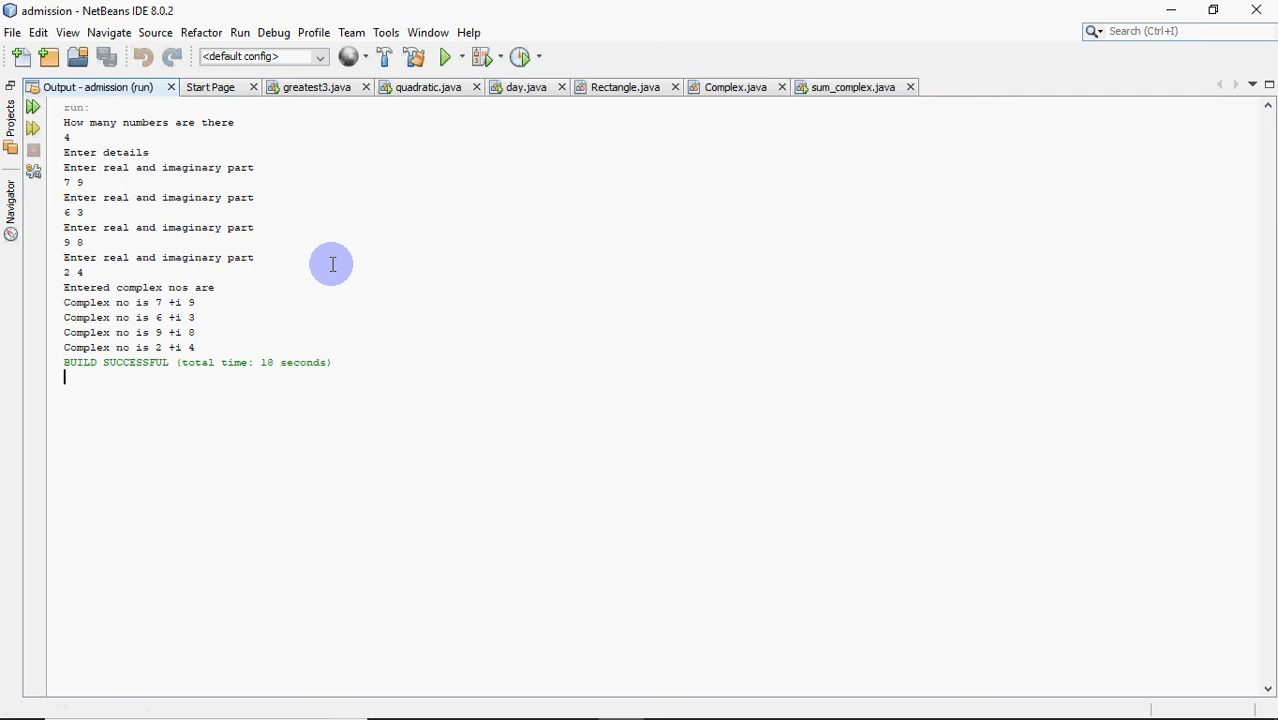 admission - NetBeans IDE 8.0.2
File Edit View Navigate Source Refactor Run Debug Profile Team Tools Window Help
Search (Ctrl+I)
<default config>
Output - admission (run) Start Page greatest3.java quadratic.java day.java Rectangle.java Complex.java sum_complex.java
Projects
Navigator
run:
How many numbers are there
4
Enter details
Enter real and imaginary part
7 9
Enter real and imaginary part
6 3
Enter real and imaginary part
9 8
Enter real and imaginary part
2 4
Entered complex nos are
Complex no is 7 +i 9
Complex no is 6 +i 3
Complex no is 9 +i 8
Complex no is 2 +i 4
BUILD SUCCESSFUL (total time: 18 seconds)